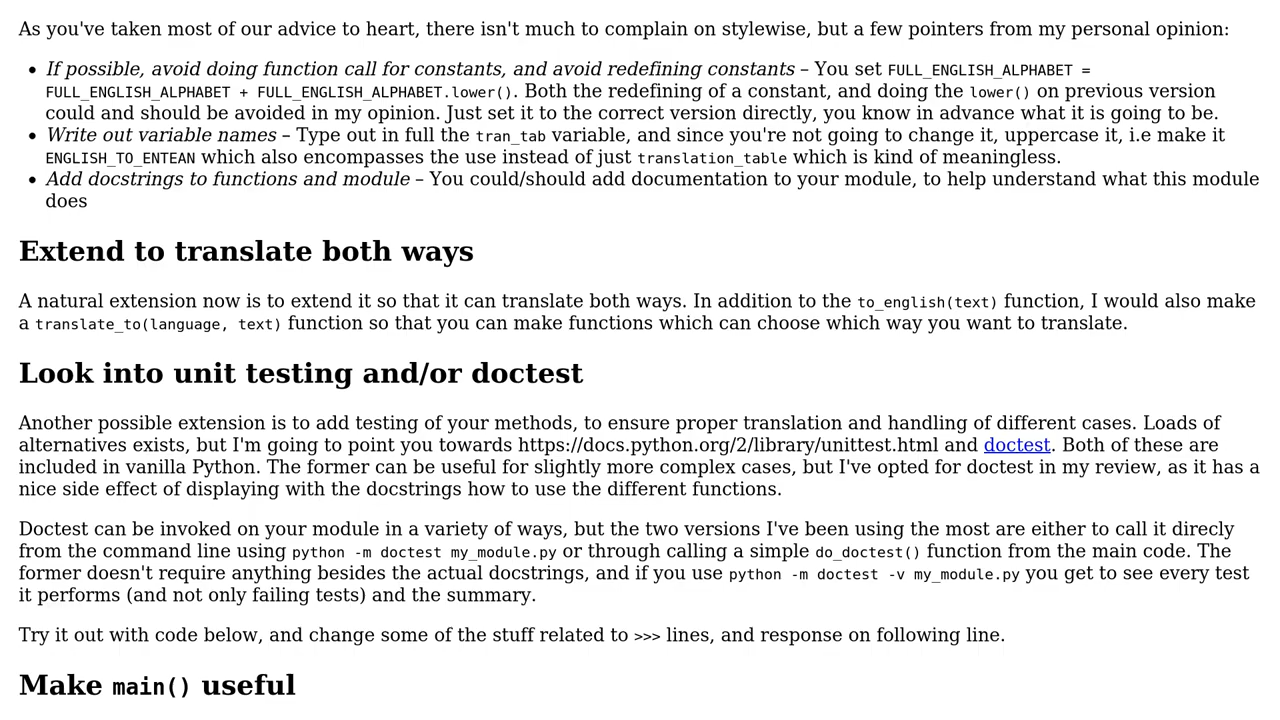 As you've taken most of our advice to heart, there isn't much to complain on stylewise, but a few pointers from my personal opinion:
• If possible, avoid doing function call for constants, and avoid redefining constants – You set FULL_ENGLISH_ALPHABET =
FULL_ENGLISH_ALPHABET + FULL_ENGLISH_ALPHABET.lower(). Both the redefining of a constant, and doing the lower() on previous version
could and should be avoided in my opinion. Just set it to the correct version directly, you know in advance what it is going to be.
• Write out variable names – Type out in full the tran_tab variable, and since you're not going to change it, uppercase it, i.e make it
ENGLISH_TO_ENTEAN which also encompasses the use instead of just translation_table which is kind of meaningless.
• Add docstrings to functions and module – You could/should add documentation to your module, to help understand what this module
does
Extend to translate both ways
A natural extension now is to extend it so that it can translate both ways. In addition to the to_english(text) function, I would also make
a translate_to(language, text) function so that you can make functions which can choose which way you want to translate.
Look into unit testing and/or doctest
Another possible extension is to add testing of your methods, to ensure proper translation and handling of different cases. Loads of
alternatives exists, but I'm going to point you towards https://docs.python.org/2/library/unittest.html and doctest. Both of these are
included in vanilla Python. The former can be useful for slightly more complex cases, but I've opted for doctest in my review, as it has a
nice side effect of displaying with the docstrings how to use the different functions.
Doctest can be invoked on your module in a variety of ways, but the two versions I've been using the most are either to call it direcly
from the command line using python -m doctest my_module.py or through calling a simple do_doctest() function from the main code. The
former doesn't require anything besides the actual docstrings, and if you use python -m doctest -v my_module.py you get to see every test
it performs (and not only failing tests) and the summary.
Try it out with code below, and change some of the stuff related to >>> lines, and response on following line.
Make main() useful